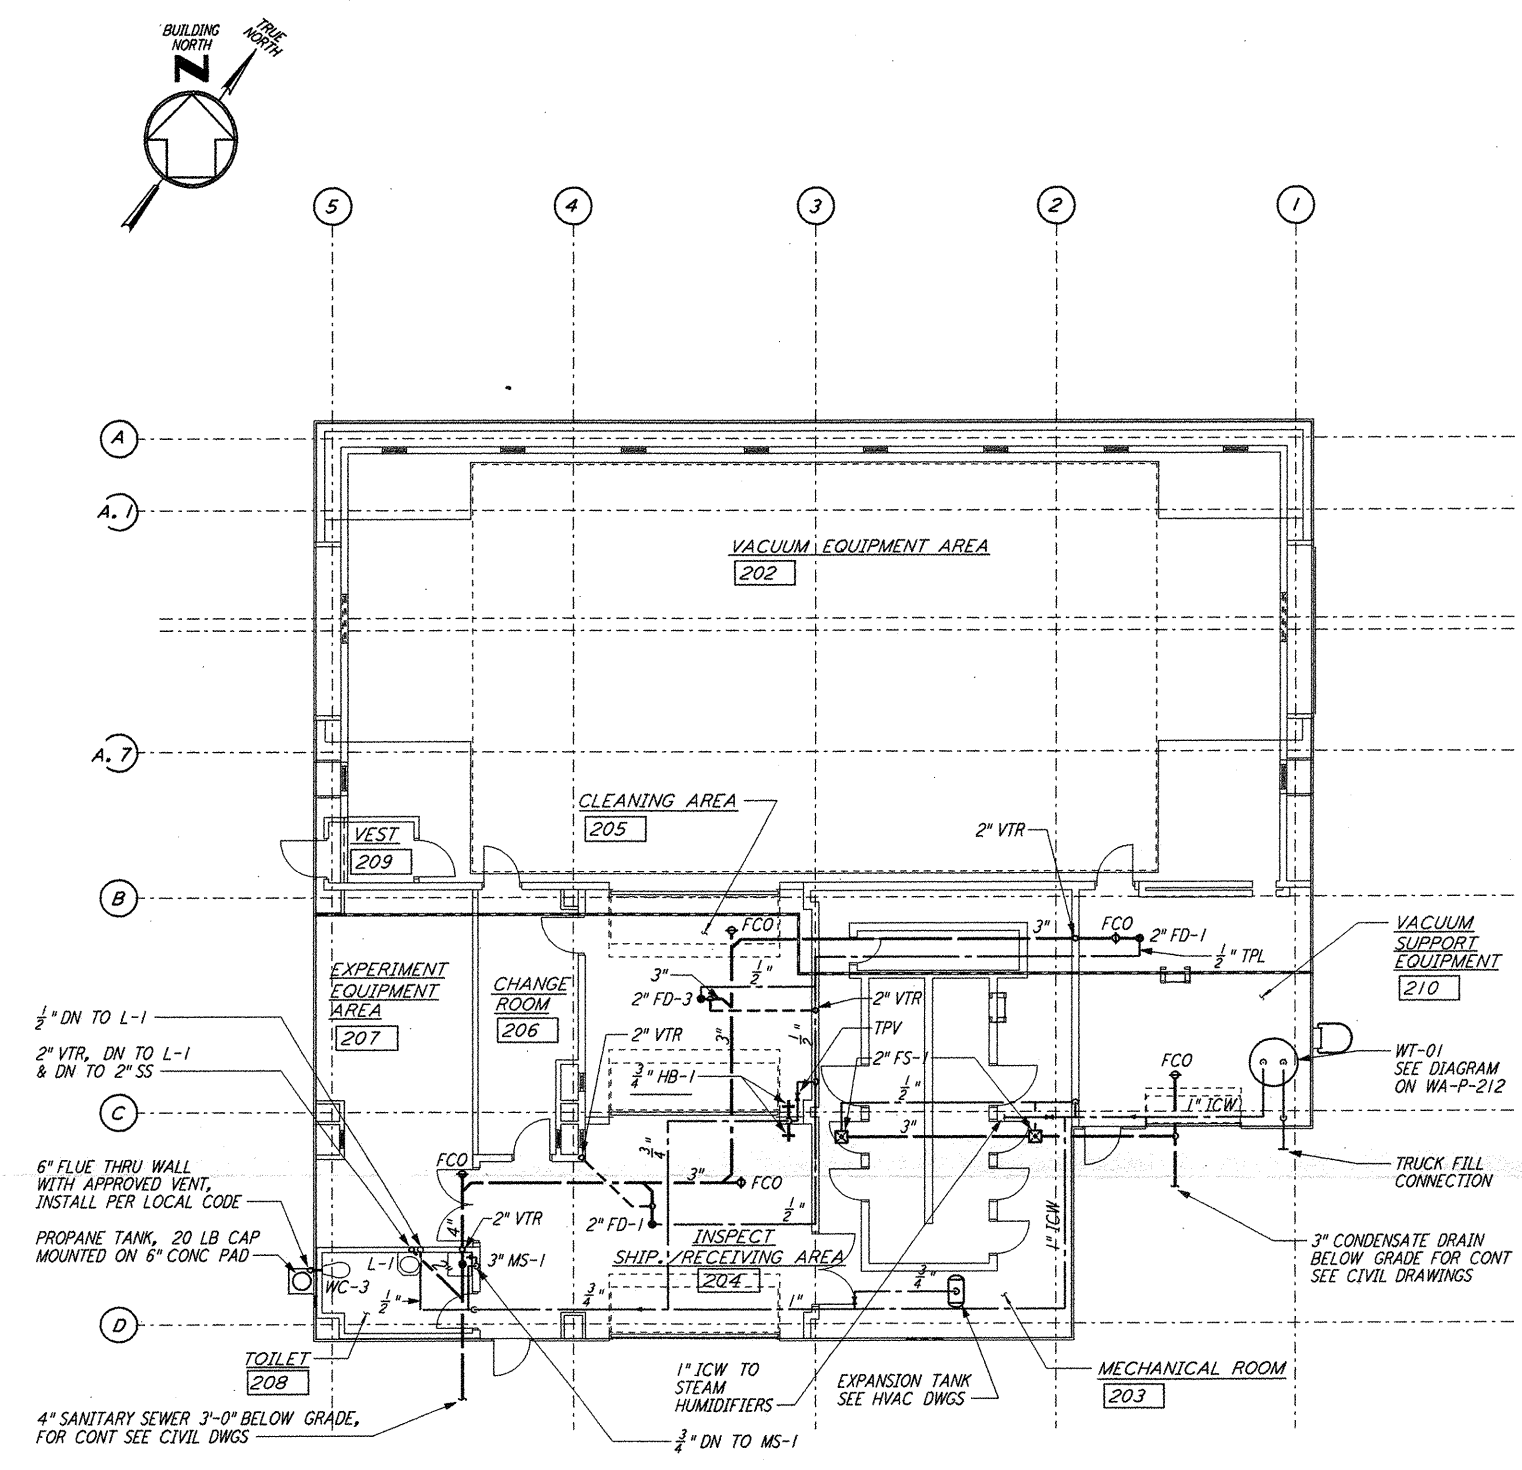 BUILDING
NORTH
TRUE
NORTH
N
5
4
3
2
1
A
A.1
VACUUM EQUIPMENT AREA
202
A.7
CLEANING AREA
205
2" VTR
VEST
209
B
FCO
3"
FCO
2" FD-1
1/2" TPL
VACUUM
SUPPORT
EQUIPMENT
210
EXPERIMENT
EQUIPMENT
AREA
207
CHANGE
ROOM
206
3"
1/2"
2" FD-3
2" VTR
1/2" DN TO L-1
2" VTR
3"
1/2"
TPV
2" VTR, DN TO L-1
& DN TO 2" SS
3/4" HB-1
2" FS-1
1/2"
FCO
WT-01
SEE DIAGRAM
ON WA-P-212
1" ICW
C
3"
3/4"
6" FLUE THRU WALL
WITH APPROVED VENT,
INSTALL PER LOCAL CODE
FCO
3"
FCO
TRUCK FILL
CONNECTION
4"
2" VTR
2" FD-1
1/2"
1" ICW
PROPANE TANK, 20 LB CAP
MOUNTED ON 6" CONC PAD
L-1
WC-3
2"
3" MS-1
INSPECT
SHIP./RECEIVING AREA
204
3" CONDENSATE DRAIN
BELOW GRADE FOR CONT
SEE CIVIL DRAWINGS
1/2"
3/4"
1"
3/4"
D
TOILET
208
1" ICW TO
STEAM
HUMIDIFIERS
EXPANSION TANK
SEE HVAC DWGS
MECHANICAL ROOM
203
4" SANITARY SEWER 3'-0" BELOW GRADE,
FOR CONT SEE CIVIL DWGS
3/4" DN TO MS-1